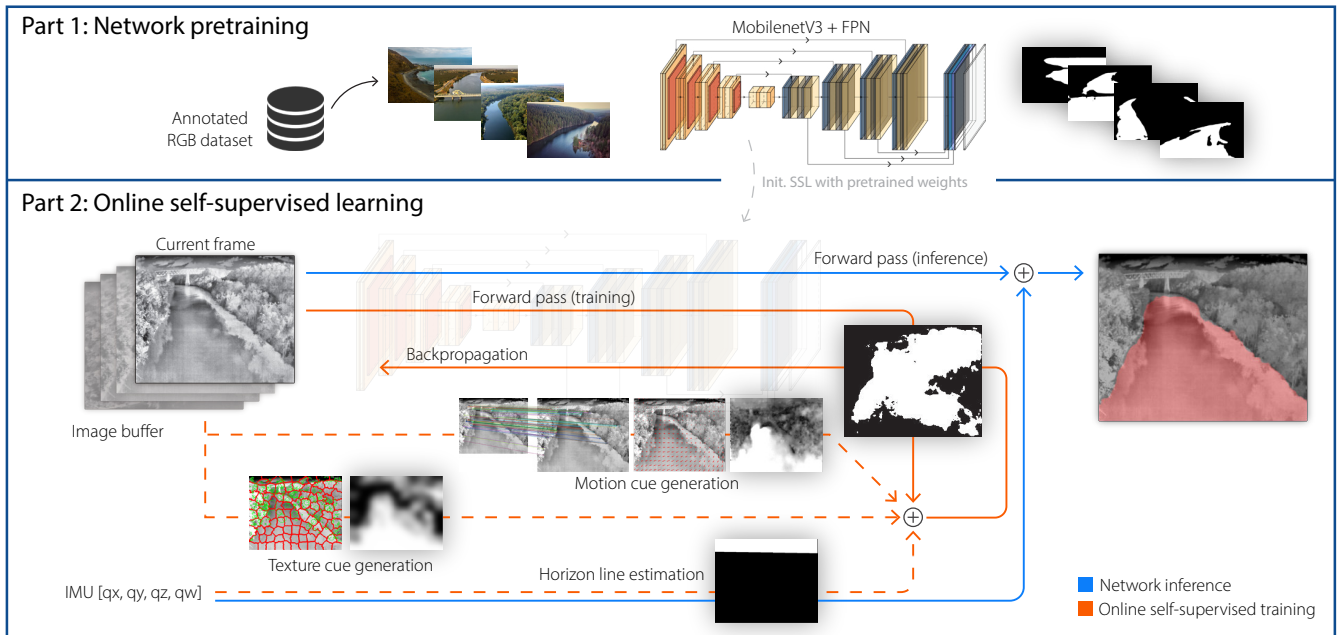 Part 1: Network pretraining
MobilenetV3 + FPN
Annotated
RGB dataset
Init. SSL with pretrained weights
Part 2: Online self-supervised learning
Current frame
Forward pass (inference)
Forward pass (training)
Backpropagation
Image buffer
Motion cue generation
Texture cue generation
Horizon line estimation
IMU [qx, qy, qz, qw]
Network inference
Online self-supervised training